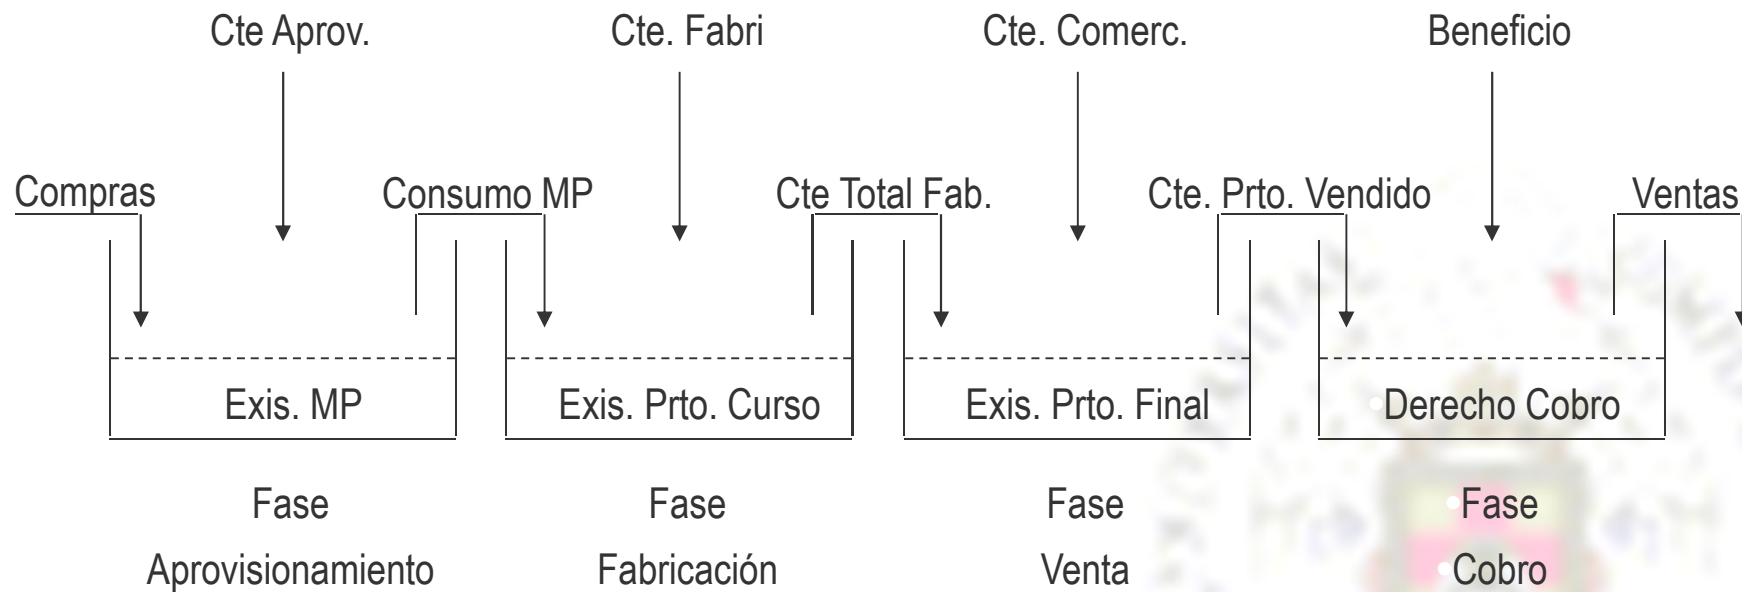 Cte Aprov. Cte. Fabri Cte. Comerc. Beneficio
Compras Consumo MP Cte Total Fab. Cte. Prto. Vendido Ventas
Exis. MP Exis. Prto. Curso Exis. Prto. Final •Derecho Cobro
Fase Fase Fase •Fase
Aprovisionamiento Fabricación Venta •Cobro